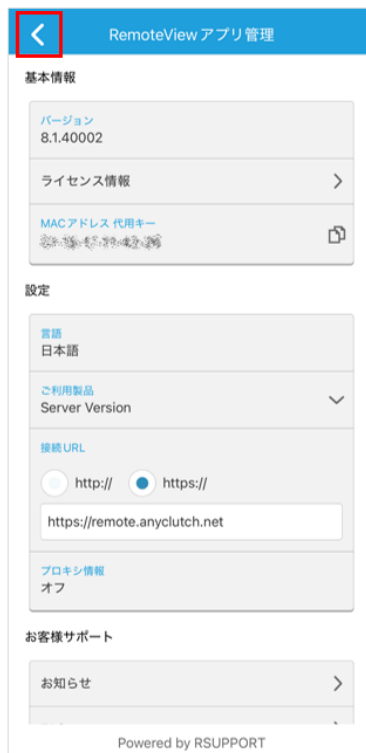 RemoteViewアプリ管理
基本情報
バージョン
8.1.40002
ライセンス情報
MACアドレス 代用キー
設定
言語
日本語
ご利用製品
Server Version
接続URL
http:// https://
https://remote.anyclutch.net
プロキシ情報
オフ
お客様サポート
お知らせ
Powered by RSUPPORT